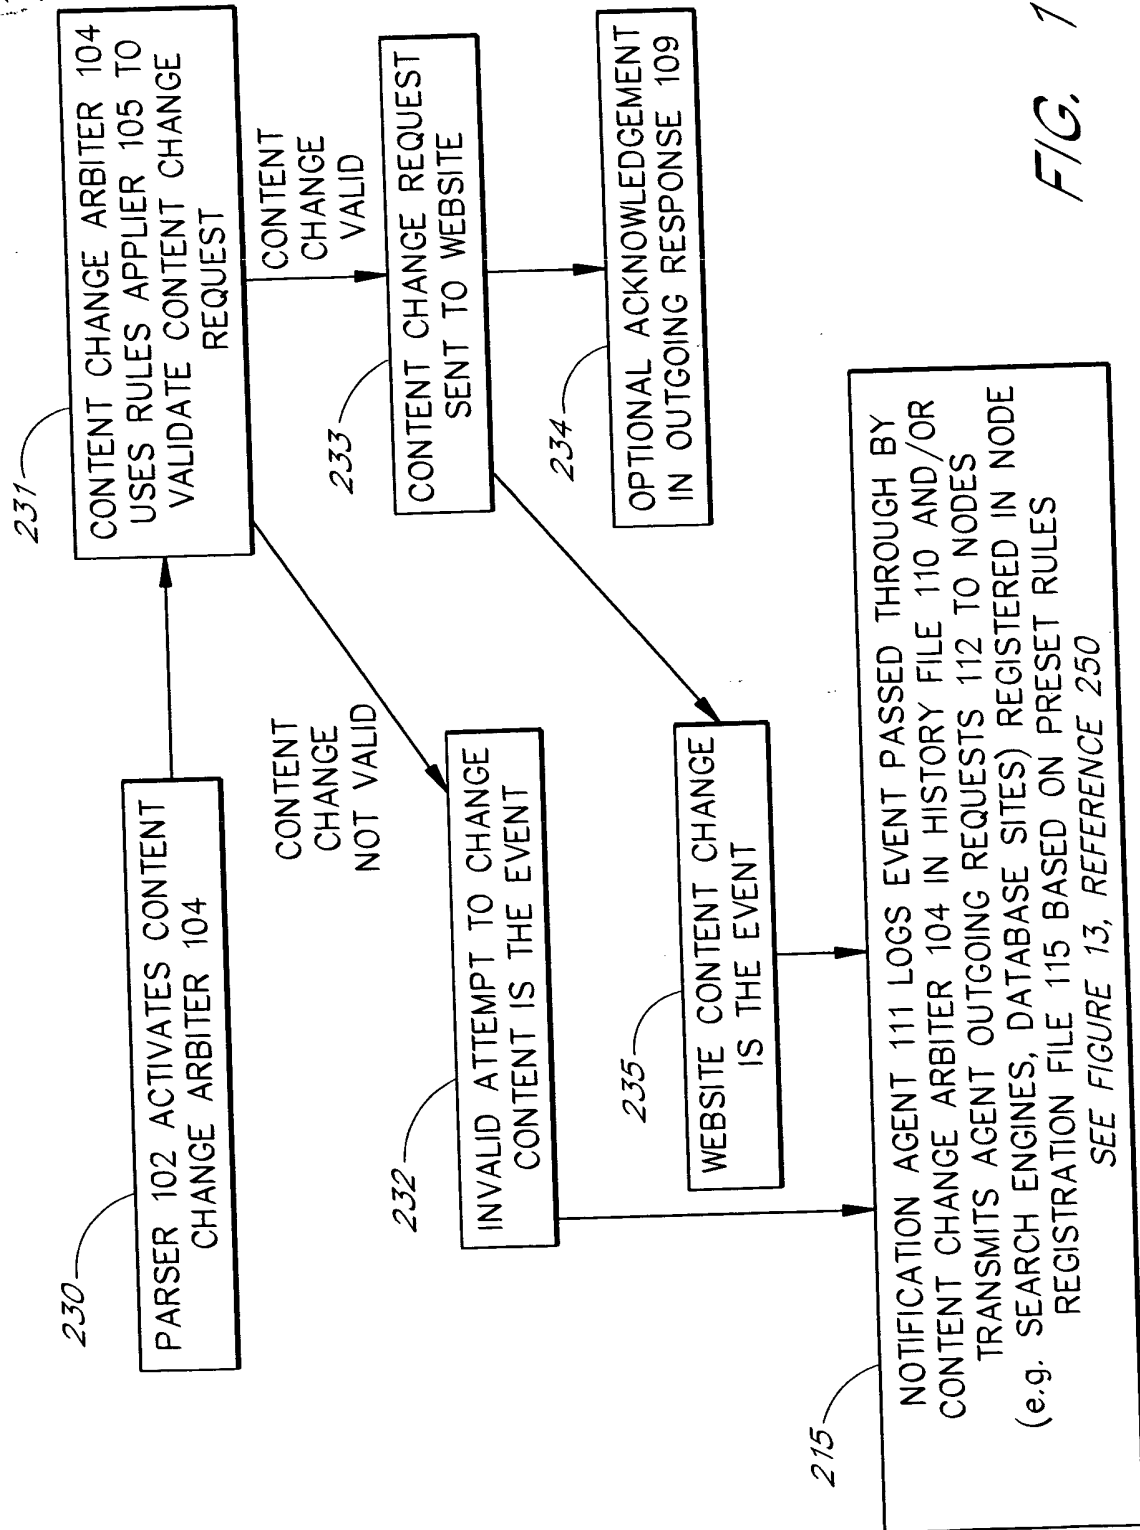 230
PARSER 102 ACTIVATES CONTENT
CHANGE ARBITER 104
231
CONTENT CHANGE ARBITER 104
USES RULES APPLIER 105 TO
VALIDATE CONTENT CHANGE
REQUEST
CONTENT
CHANGE
NOT VALID
CONTENT
CHANGE
VALID
232
INVALID ATTEMPT TO CHANGE
CONTENT IS THE EVENT
233
CONTENT CHANGE REQUEST
SENT TO WEBSITE
235
WEBSITE CONTENT CHANGE
IS THE EVENT
234
OPTIONAL ACKNOWLEDGEMENT
IN OUTGOING RESPONSE 109
215
NOTIFICATION AGENT 111 LOGS EVENT PASSED THROUGH BY
CONTENT CHANGE ARBITER 104 IN HISTORY FILE 110 AND/OR
TRANSMITS AGENT OUTGOING REQUESTS 112 TO NODES
(e.g. SEARCH ENGINES, DATABASE SITES) REGISTERED IN NODE
REGISTRATION FILE 115 BASED ON PRESET RULES
SEE FIGURE 13, REFERENCE 250
FIG. 1